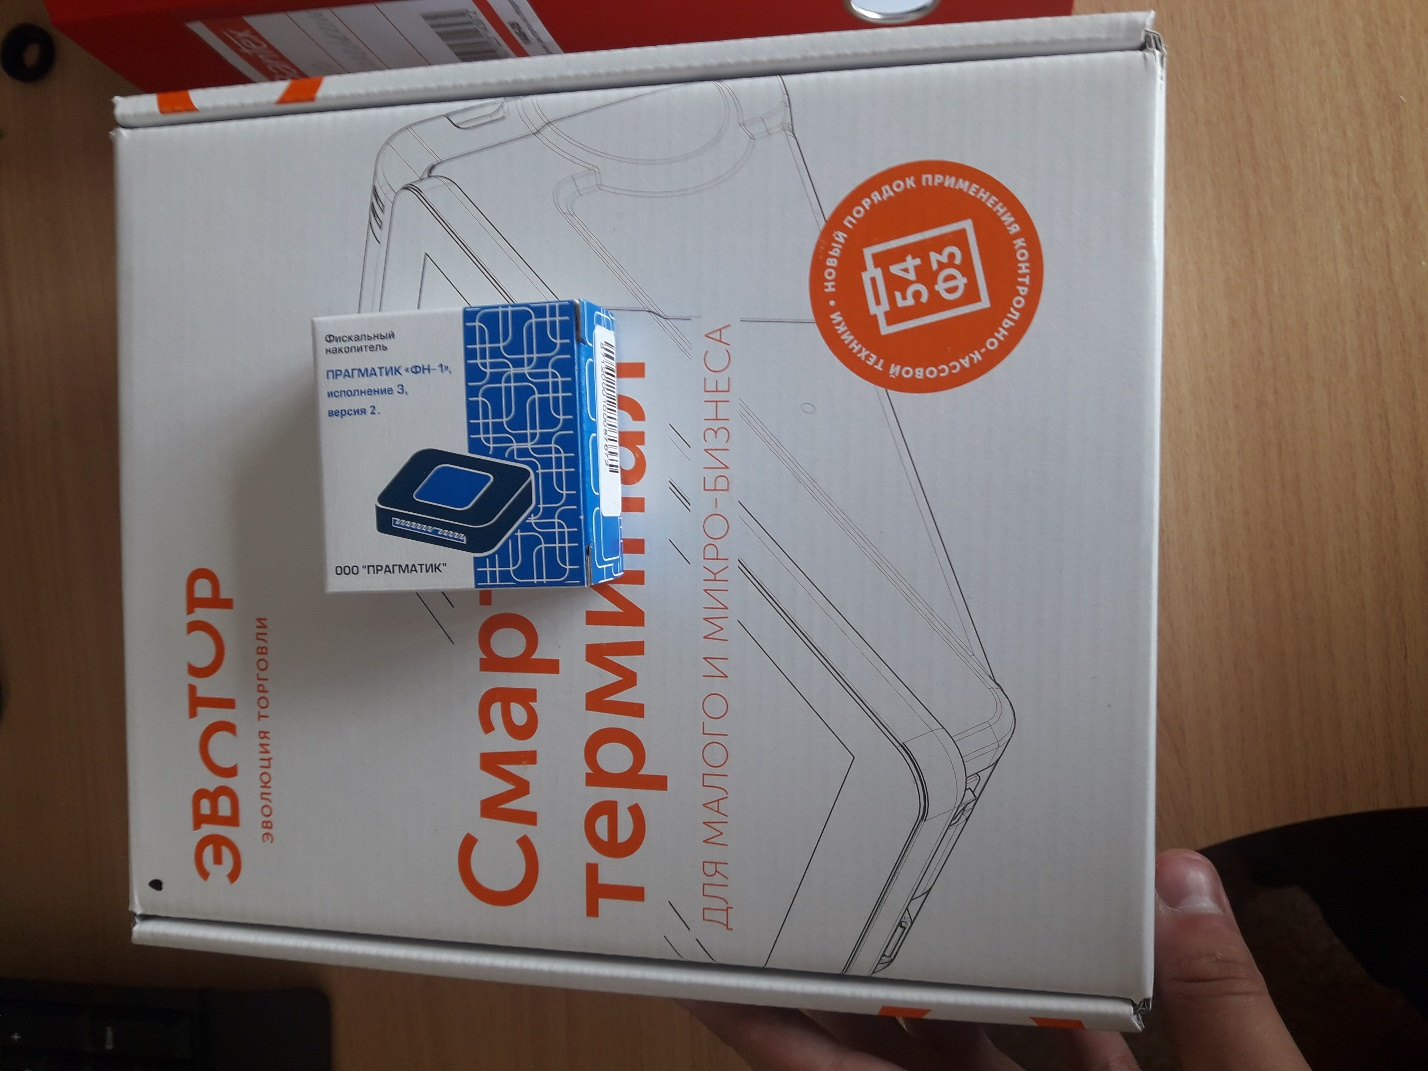 ЭВОТОР
ЭВОЛЮЦИЯ ТОРГОВЛИ
Фискальный
накопитель
ПРАГМАТИК «ФН-1»,
исполнение 3,
версия 2.
ООО "ПРАГМАТИК"
Смарт
терминал
ДЛЯ МАЛОГО И МИКРО-БИЗНЕСА
НОВЫЙ ПОРЯДОК ПРИМЕНЕНИЯ КОНТРОЛЬНО-КАССОВОЙ ТЕХНИКИ •
54
ФЗ